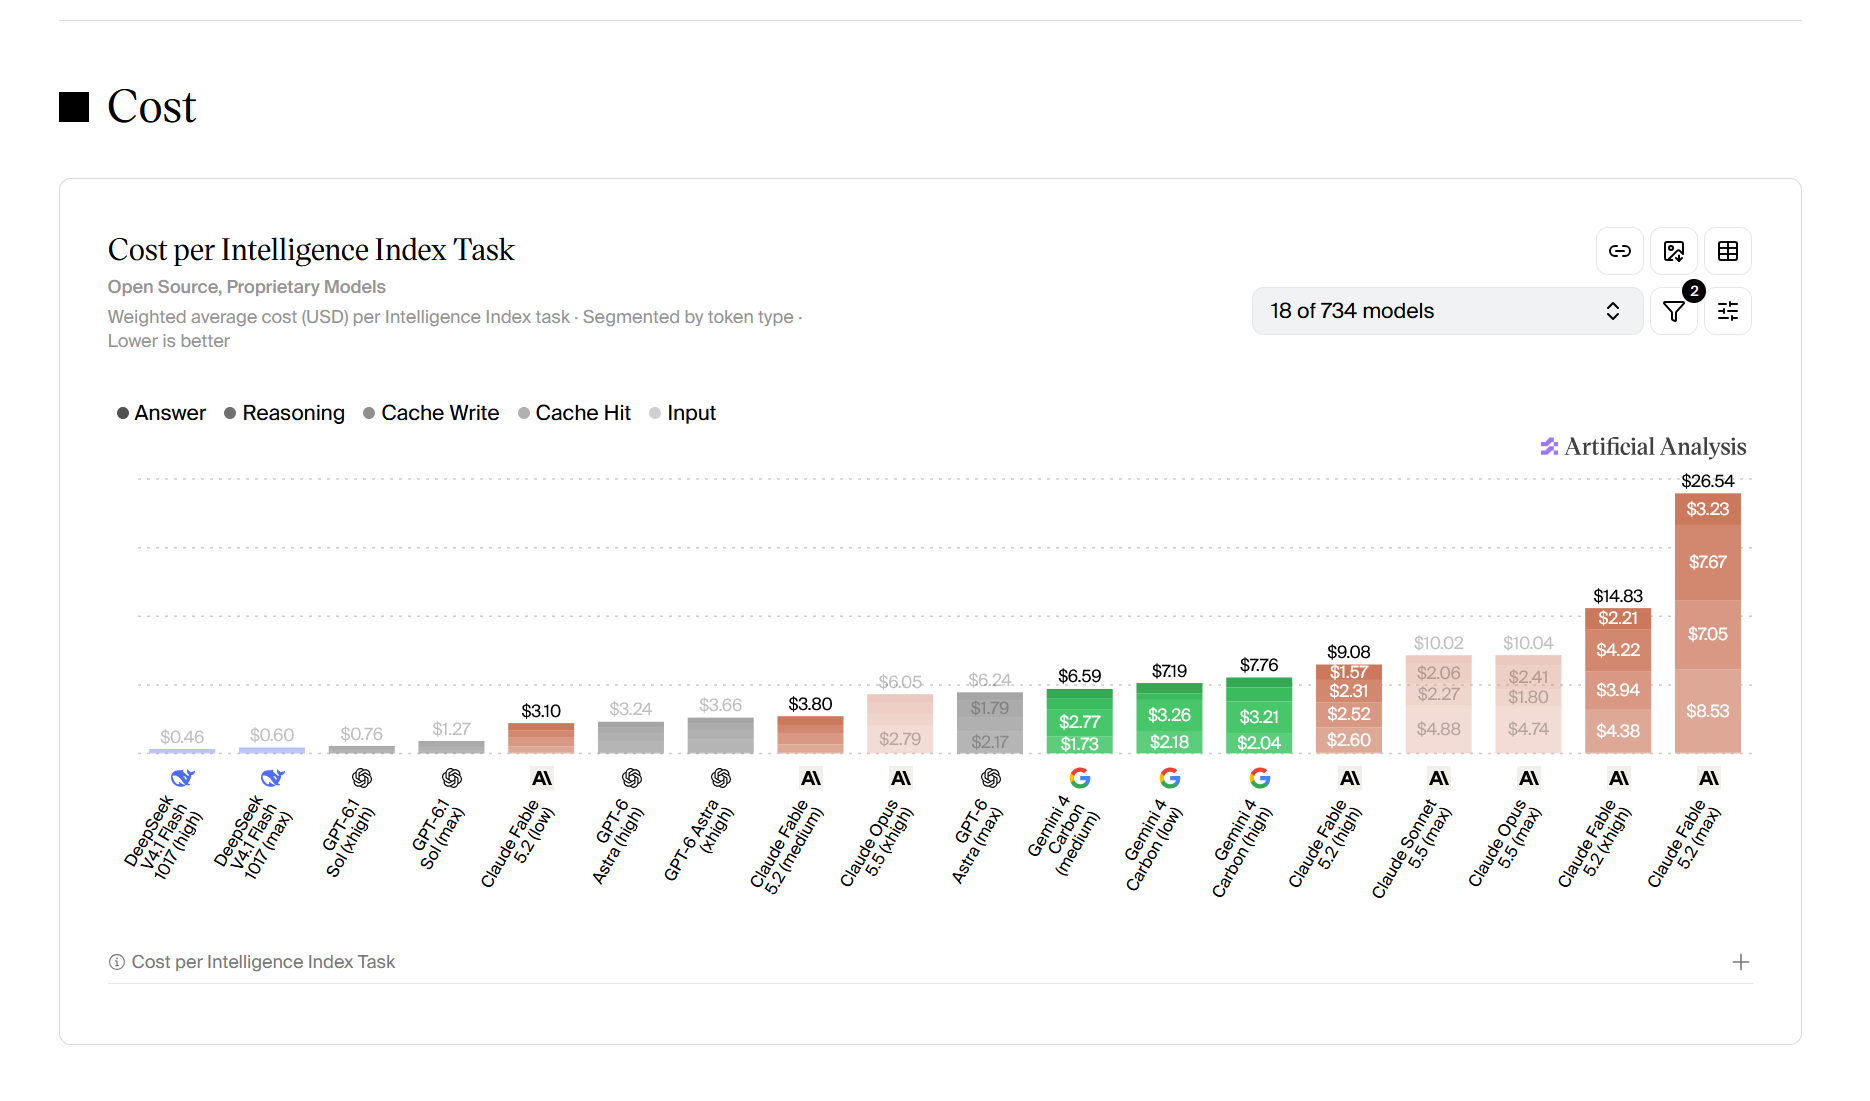 Cost
Cost per Intelligence Index Task
Open Source, Proprietary Models
Weighted average cost (USD) per Intelligence Index task · Segmented by token type ·
Lower is better
18 of 734 models
2
Answer
Reasoning
Cache Write
Cache Hit
Input
Artificial Analysis
$0.46
$0.60
$0.76
$1.27
$3.10
$3.24
$3.66
$3.80
$6.05
$2.79
$6.24
$1.79
$2.17
$6.59
$2.77
$1.73
$7.19
$3.26
$2.18
$7.76
$3.21
$2.04
$9.08
$1.57
$2.31
$2.52
$2.60
$10.02
$2.06
$2.27
$4.88
$10.04
$2.41
$1.80
$4.74
$14.83
$2.21
$4.22
$3.94
$4.38
$26.54
$3.23
$7.67
$7.05
$8.53
DeepSeek
V4.1 Flash
1017 (high)
DeepSeek
V4.1 Flash
1017 (max)
GPT-6.1
Sol (xhigh)
GPT-6.1
Sol (max)
Claude Fable
5.2 (low)
GPT-6
Astra (high)
GPT-6 Astra
(xhigh)
Claude Fable
5.2 (medium)
Claude Opus
5.5 (xhigh)
GPT-6
Astra (max)
Gemini 4
Carbon
(medium)
Gemini 4
Carbon (low)
Gemini 4
Carbon (high)
Claude Fable
5.2 (high)
Claude Sonnet
5.5 (max)
Claude Opus
5.5 (max)
Claude Fable
5.2 (xhigh)
Claude Fable
5.2 (max)
Cost per Intelligence Index Task